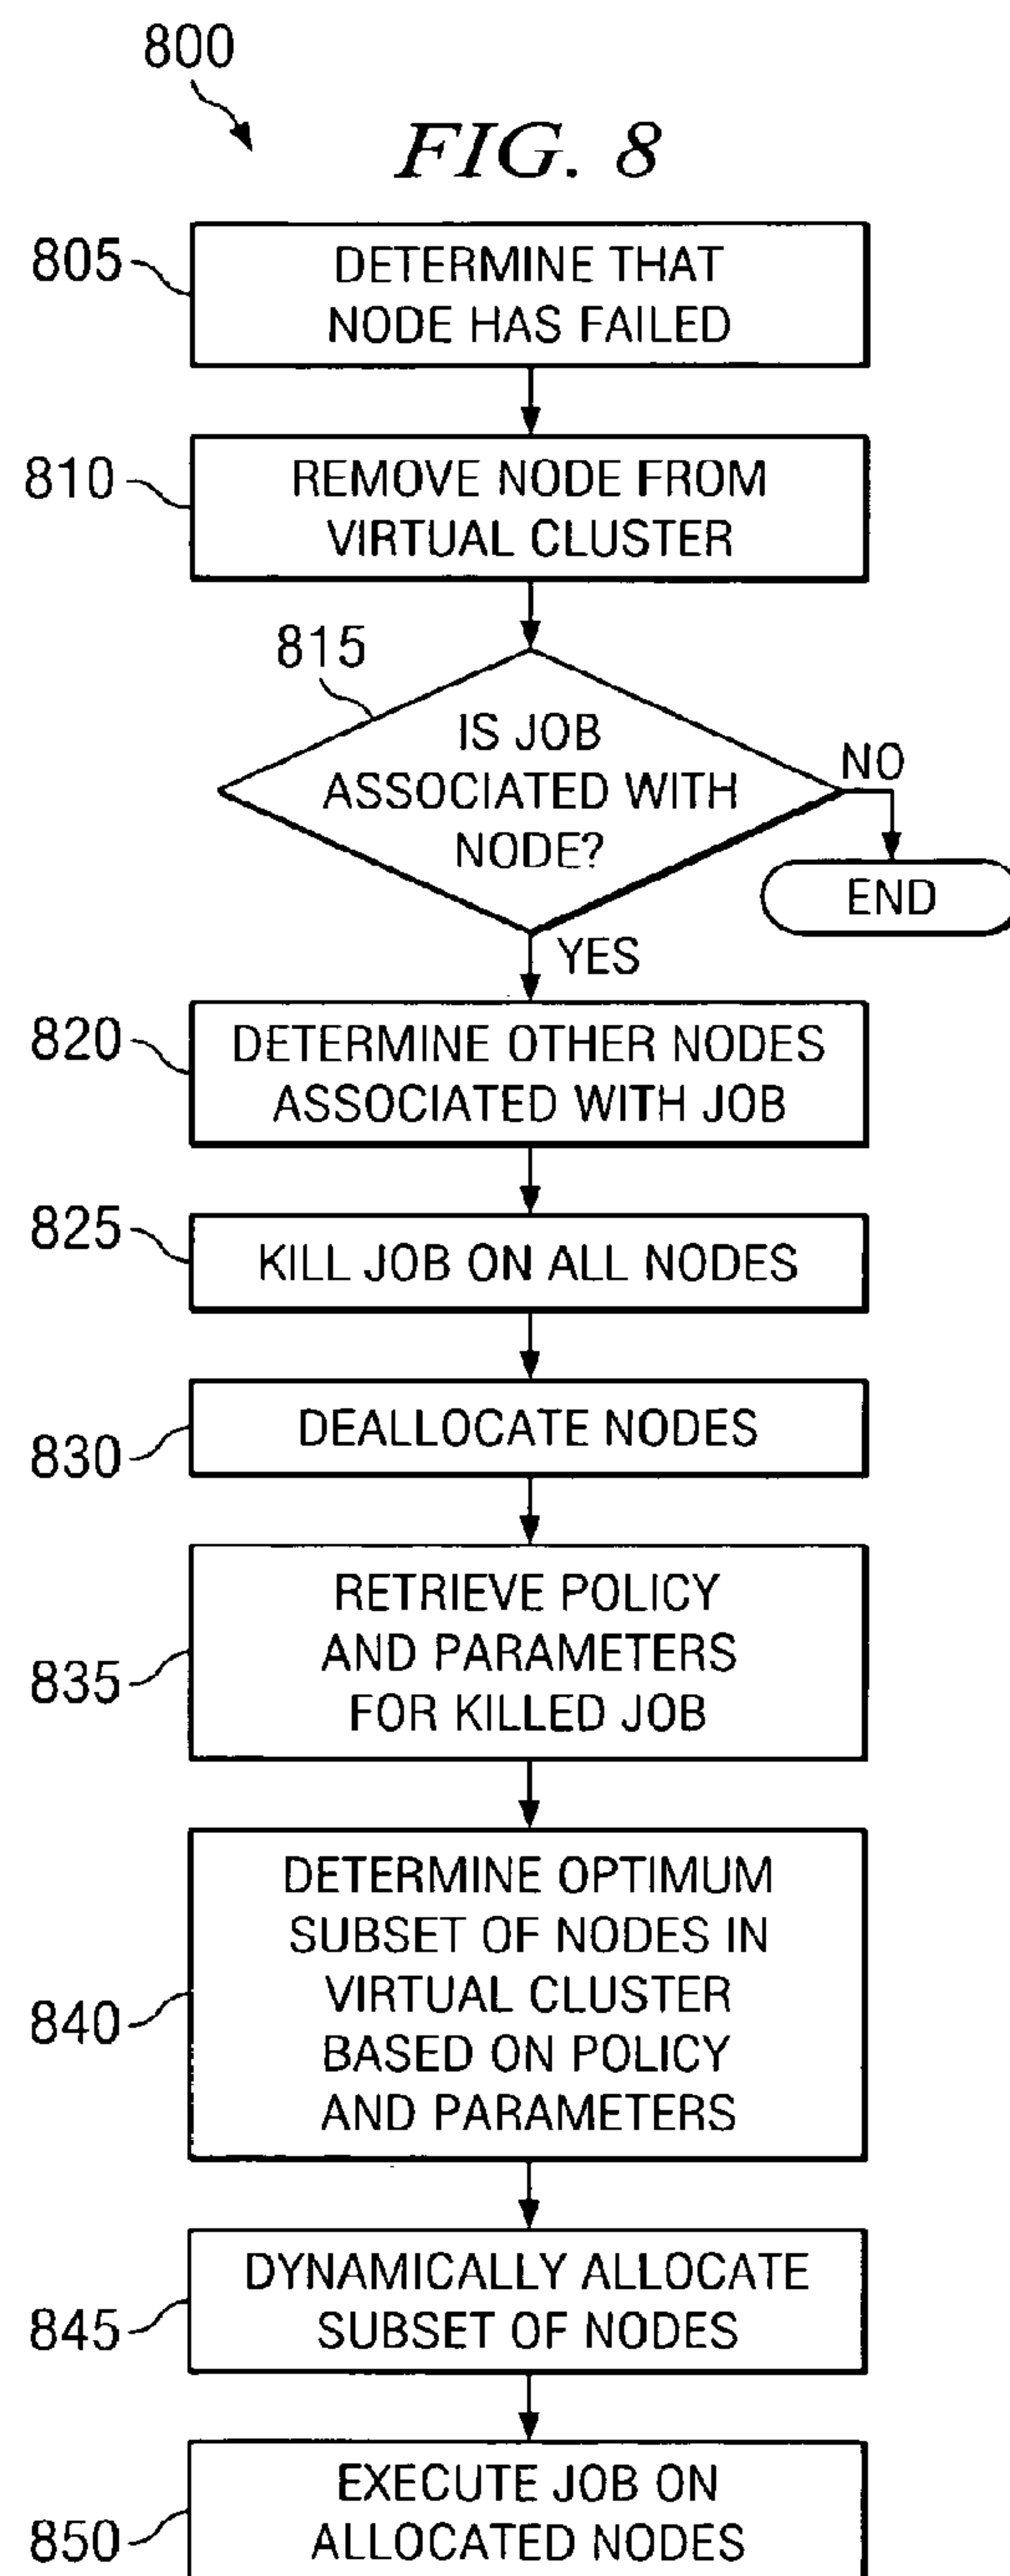 800
FIG. 8
805
DETERMINE THAT
NODE HAS FAILED
810
REMOVE NODE FROM
VIRTUAL CLUSTER
815
IS JOB
ASSOCIATED WITH
NODE?
NO
END
YES
820
DETERMINE OTHER NODES
ASSOCIATED WITH JOB
825
KILL JOB ON ALL NODES
830
DEALLOCATE NODES
835
RETRIEVE POLICY
AND PARAMETERS
FOR KILLED JOB
840
DETERMINE OPTIMUM
SUBSET OF NODES IN
VIRTUAL CLUSTER
BASED ON POLICY
AND PARAMETERS
845
DYNAMICALLY ALLOCATE
SUBSET OF NODES
850
EXECUTE JOB ON
ALLOCATED NODES